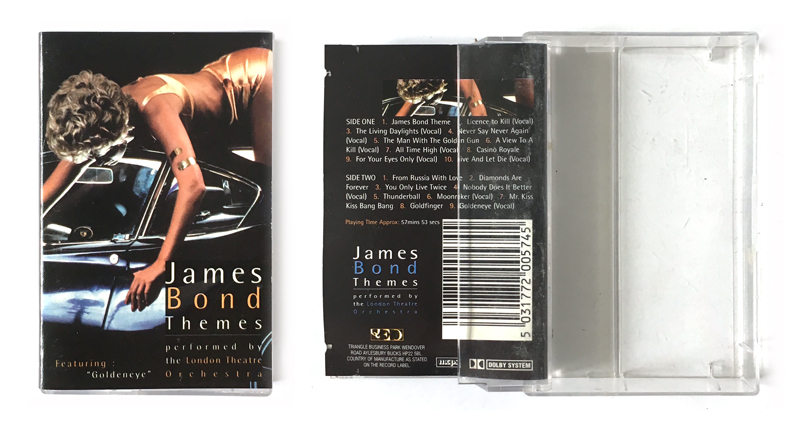 James
Bond
Themes
performed by
the London Theatre
Orchestra
Featuring
"Goldeneye"
SIDE ONE 1. James Bond Theme 2. Licence to Kill (Vocal)
3. The Living Daylights (Vocal) 4. Never Say Never Again
(Vocal) 5. The Man With The Golden Gun 6. A View To A
Kill (Vocal) 7. All Time High (Vocal) 8. Casino Royale
9. For Your Eyes Only (Vocal) 10. Live And Let Die (Vocal)
SIDE TWO 1. From Russia With Love 2. Diamonds Are
Forever 3. You Only Live Twice 4. Nobody Does It Better
(Vocal) 5. Thunderball 6. Moonraker (Vocal) 7. Mr. Kiss
Kiss Bang Bang 8. Goldfinger 9. Goldeneye (Vocal)
Playing Time Approx: 57mins 53 secs
James
Bond
Themes
performed by
the London Theatre
Orchestra
RED
TRIANGLE BUSINESS PARK WENDOVER
ROAD AYLESBURY BUCKS HP22 5BL
COUNTRY OF MANUFACTURE AS STATED
ON THE RECORD LABEL
mcps
DOLBY SYSTEM
5 031772 005745